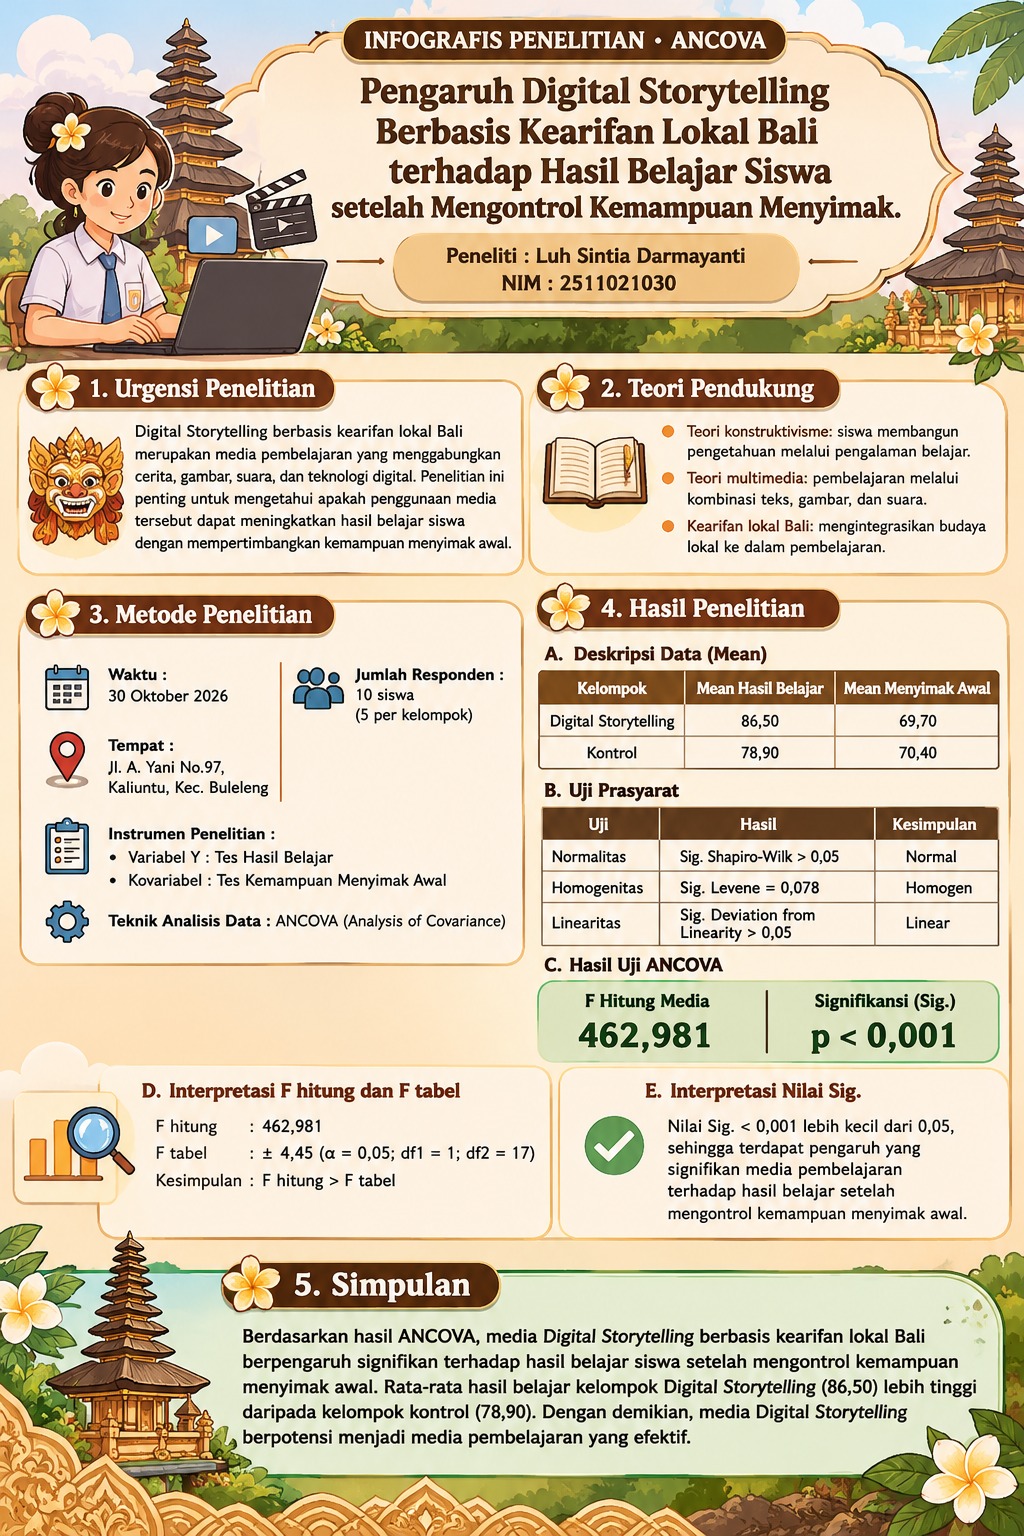 INFOGRAFIS PENELITIAN • ANCOVA
Pengaruh Digital Storytelling
Berbasis Kearifan Lokal Bali
terhadap Hasil Belajar Siswa
setelah Mengontrol Kemampuan Menyimak.
Peneliti : Luh Sintia Darmayanti
NIM : 2511021030
1. Urgensi Penelitian
Digital Storytelling berbasis kearifan lokal Bali
merupakan media pembelajaran yang menggabungkan
cerita, gambar, suara, dan teknologi digital. Penelitian ini
penting untuk mengetahui apakah penggunaan media
tersebut dapat meningkatkan hasil belajar siswa
dengan mempertimbangkan kemampuan menyimak awal.
2. Teori Pendukung
Teori konstruktivisme: siswa membangun
pengetahuan melalui pengalaman belajar.
Teori multimedia: pembelajaran melalui
kombinasi teks, gambar, dan suara.
Kearifan lokal Bali: mengintegrasikan budaya
lokal ke dalam pembelajaran.
3. Metode Penelitian
Waktu :
30 Oktober 2026
Tempat :
Jl. A. Yani No.97,
Kaliuntu, Kec. Buleleng
Jumlah Responden :
10 siswa
(5 per kelompok)
Instrumen Penelitian :
• Variabel Y : Tes Hasil Belajar
• Kovariabel : Tes Kemampuan Menyimak Awal
Teknik Analisis Data : ANCOVA (Analysis of Covariance)
4. Hasil Penelitian
A. Deskripsi Data (Mean)
Kelompok Mean Hasil Belajar Mean Menyimak Awal
Digital Storytelling 86,50 69,70
Kontrol 78,90 70,40
B. Uji Prasyarat
Uji Hasil Kesimpulan
Normalitas Sig. Shapiro-Wilk > 0,05 Normal
Homogenitas Sig. Levene = 0,078 Homogen
Linearitas Sig. Deviation from Linearity > 0,05 Linear
C. Hasil Uji ANCOVA
F Hitung Media
462,981
Signifikansi (Sig.)
p < 0,001
D. Interpretasi F hitung dan F tabel
F hitung : 462,981
F tabel : ± 4,45 (α = 0,05; df1 = 1; df2 = 17)
Kesimpulan : F hitung > F tabel
E. Interpretasi Nilai Sig.
Nilai Sig. < 0,001 lebih kecil dari 0,05,
sehingga terdapat pengaruh yang
signifikan media pembelajaran
terhadap hasil belajar setelah
mengontrol kemampuan menyimak awal.
5. Simpulan
Berdasarkan hasil ANCOVA, media Digital Storytelling berbasis kearifan lokal Bali
berpengaruh signifikan terhadap hasil belajar siswa setelah mengontrol kemampuan
menyimak awal. Rata-rata hasil belajar kelompok Digital Storytelling (86,50) lebih tinggi
daripada kelompok kontrol (78,90). Dengan demikian, media Digital Storytelling
berpotensi menjadi media pembelajaran yang efektif.